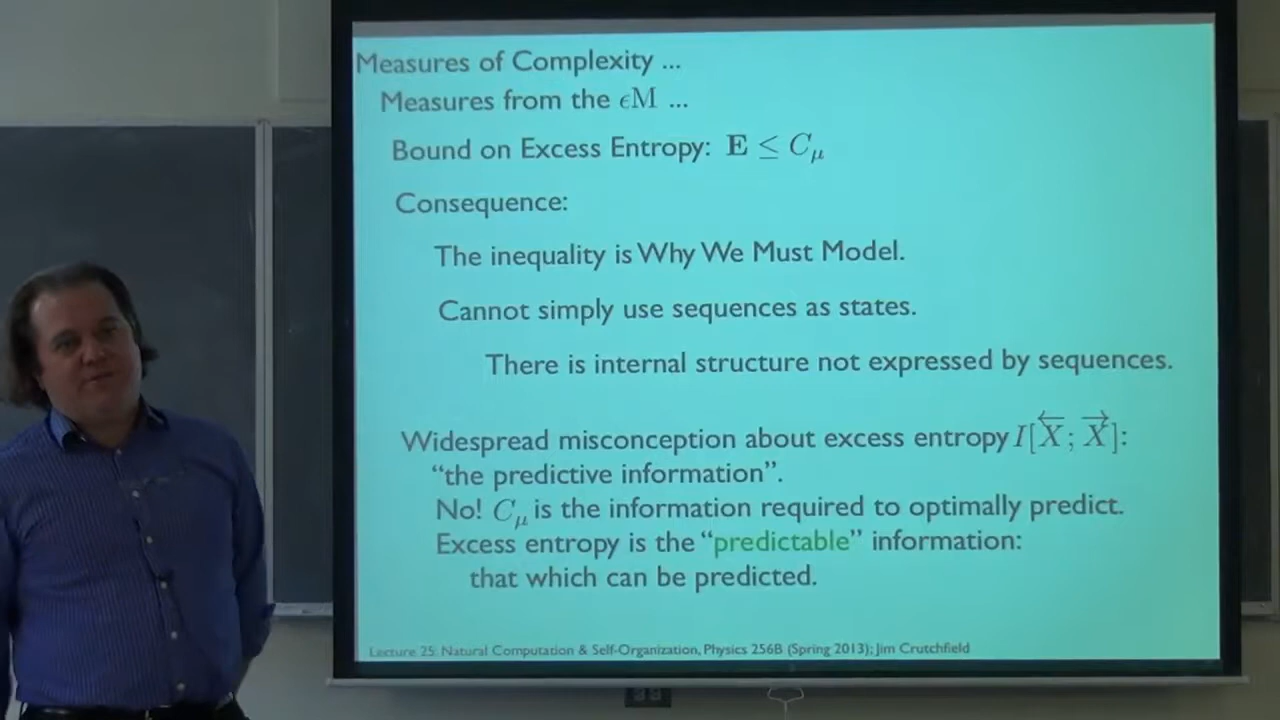 Measures of Complexity ...
Measures from the ϵM ...
Bound on Excess Entropy: E ≤ Cμ
Consequence:
The inequality is Why We Must Model.
Cannot simply use sequences as states.
There is internal structure not expressed by sequences.
Widespread misconception about excess entropy I[X⃖; X⃗]:
“the predictive information”.
No! Cμ is the information required to optimally predict.
Excess entropy is the “predictable” information:
that which can be predicted.
Lecture 25: Natural Computation & Self-Organization, Physics 256B (Spring 2013); Jim Crutchfield